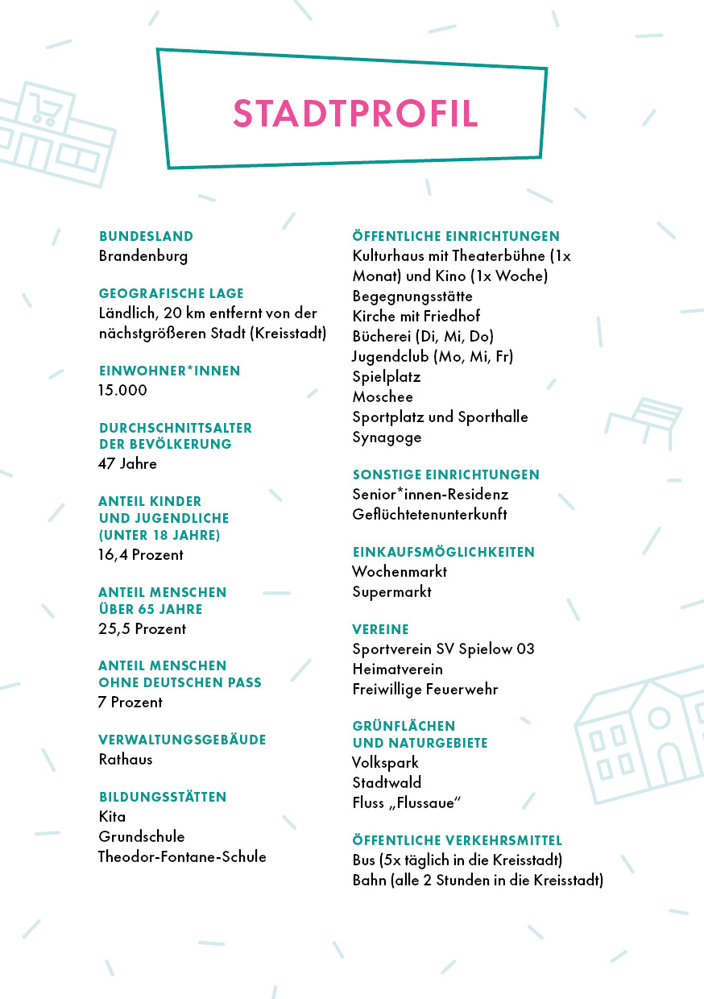 STADTPROFIL
BUNDESLAND
Brandenburg
GEOGRAFISCHE LAGE
Ländlich, 20 km entfernt von der
nächstgrößeren Stadt (Kreisstadt)
EINWOHNER*INNEN
15.000
DURCHSCHNITTSALTER
DER BEVÖLKERUNG
47 Jahre
ANTEIL KINDER
UND JUGENDLICHE
(UNTER 18 JAHRE)
16,4 Prozent
ANTEIL MENSCHEN
ÜBER 65 JAHRE
25,5 Prozent
ANTEIL MENSCHEN
OHNE DEUTSCHEN PASS
7 Prozent
VERWALTUNGSGEBÄUDE
Rathaus
BILDUNGSSTÄTTEN
Kita
Grundschule
Theodor-Fontane-Schule
ÖFFENTLICHE EINRICHTUNGEN
Kulturhaus mit Theaterbühne (1x
Monat) und Kino (1x Woche)
Begegnungsstätte
Kirche mit Friedhof
Bücherei (Di, Mi, Do)
Jugendclub (Mo, Mi, Fr)
Spielplatz
Moschee
Sportplatz und Sporthalle
Synagoge
SONSTIGE EINRICHTUNGEN
Senior*innen-Residenz
Geflüchtetenunterkunft
EINKAUFSMÖGLICHKEITEN
Wochenmarkt
Supermarkt
VEREINE
Sportverein SV Spielow 03
Heimatverein
Freiwillige Feuerwehr
GRÜNFLÄCHEN
UND NATURGEBIETE
Volkspark
Stadtwald
Fluss „Flussaue“
ÖFFENTLICHE VERKEHRSMITTEL
Bus (5x täglich in die Kreisstadt)
Bahn (alle 2 Stunden in die Kreisstadt)